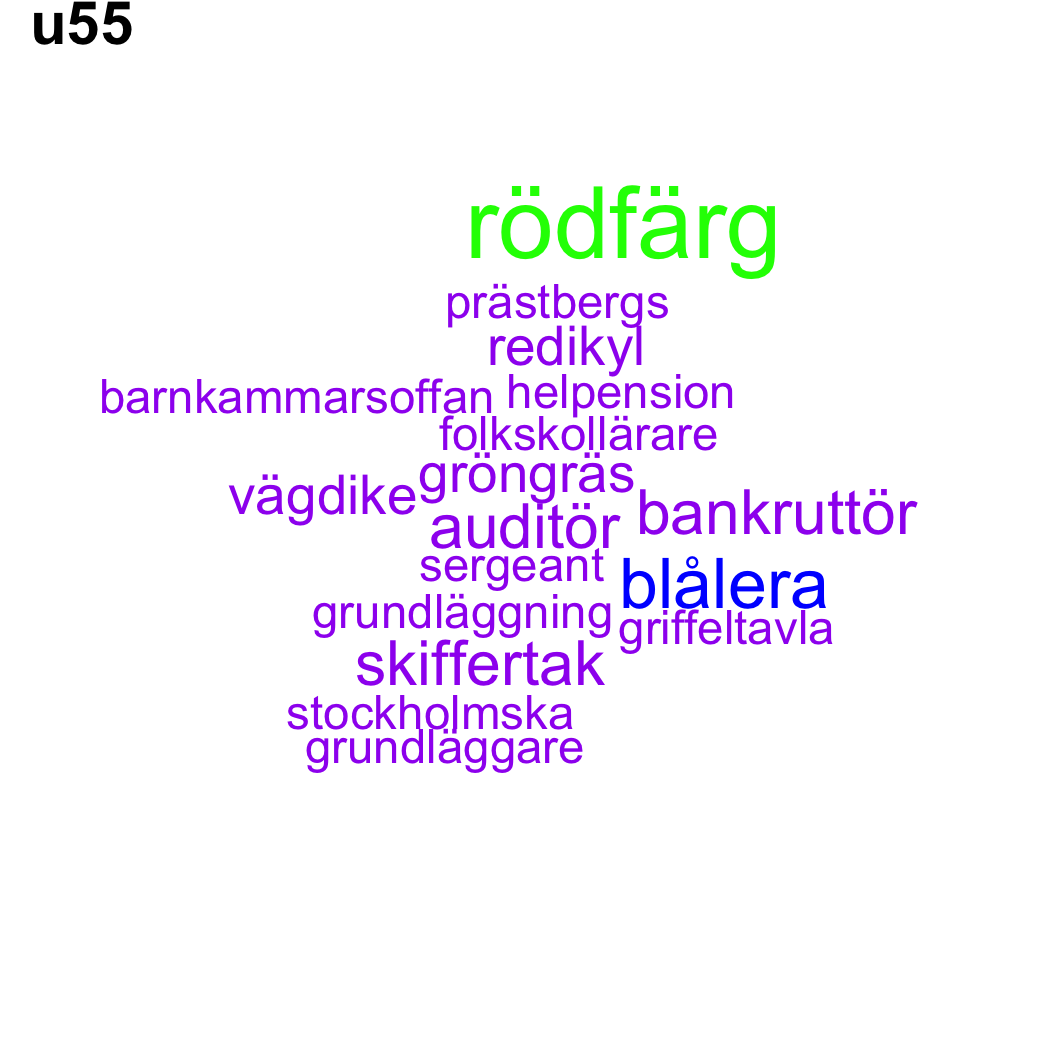 u55
rödfärg
prästbergs
redikyl
barnkammarsoffan helpension
folkskollärare
gröngräs
vägdike
auditör bankruttör
sergeant
blålera
grundläggning griffeltavla
skiffertak
stockholmska
grundläggare